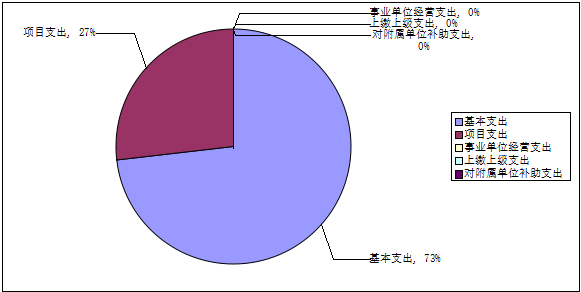 事业单位经营支出, 0%
上缴上级支出, 0%
对附属单位补助支出,
0%
项目支出, 27%
基本支出, 73%
基本支出
项目支出
事业单位经营支出
上缴上级支出
对附属单位补助支出